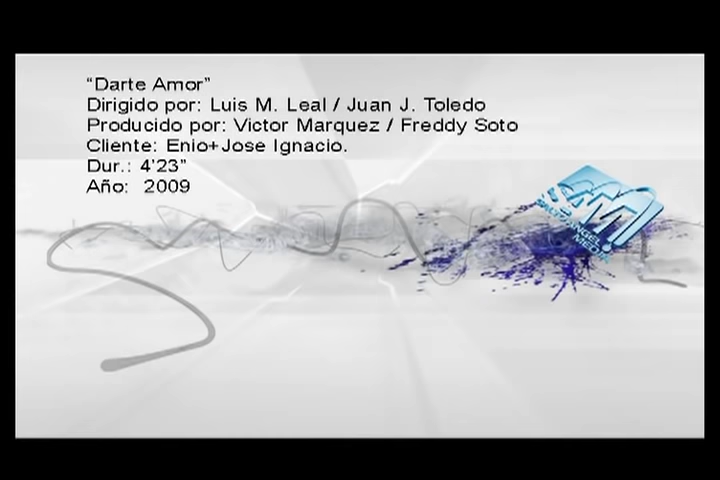 “Darte Amor”
Dirigido por: Luis M. Leal / Juan J. Toledo
Producido por: Victor Marquez / Freddy Soto
Cliente: Enio+Jose Ignacio.
Dur.: 4'23”
Año: 2009